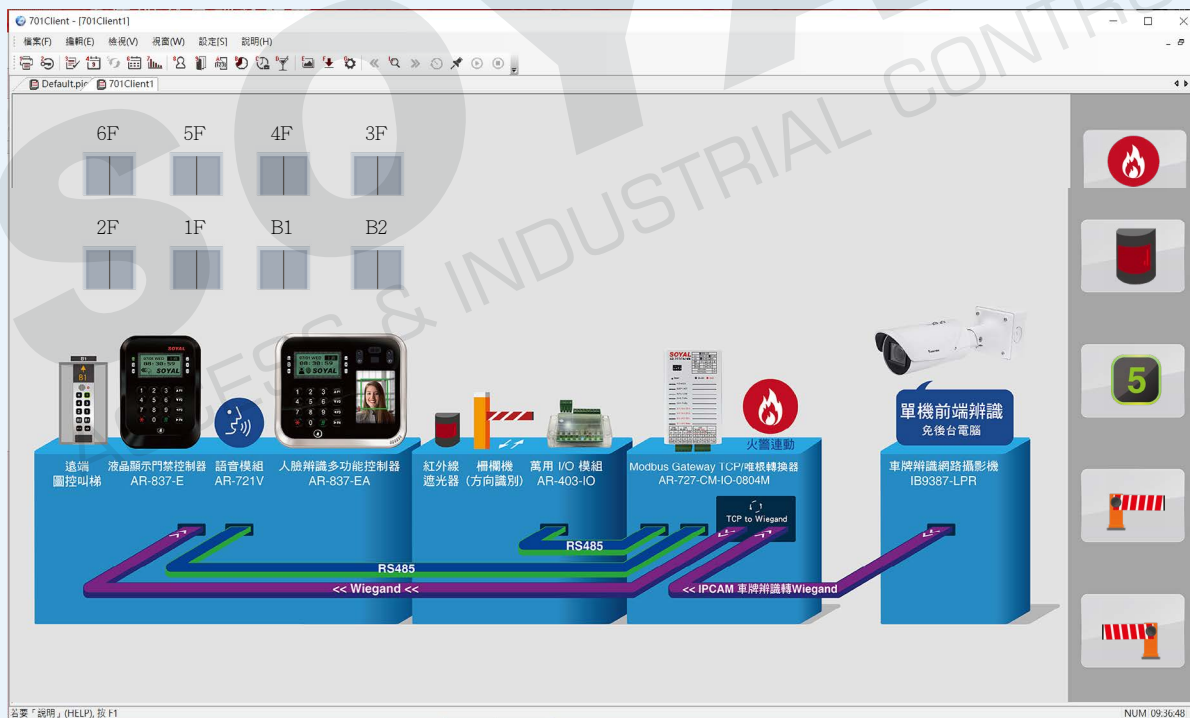 701Client - [701Client1]
檔案(F) 編輯(E) 檢視(V) 視窗(W) 設定[S] 說明(H)
Default.pic 701Client1
6F 5F 4F 3F
2F 1F B1 B2
SOYAL
ACCESS & INDUSTRIAL CONTRO
5
B1
B1
SOYAL
SOYAL
SOYAL
SOYAL
單機前端辨識
免後台電腦
火警連動
遠端
圖控叫梯
液晶顯示門禁控制器
AR-837-E
語音模組
AR-721V
人臉辨識多功能控制器
AR-837-EA
紅外線
遮光器
柵欄機
(方向識別)
萬用 I/O 模組
AR-403-IO
Modbus Gateway TCP/唯根轉換器
AR-727-CM-IO-0804M
車牌辨識網路攝影機
IB9387-LPR
TCP to Wiegand
RS485
RS485
<< Wiegand <<
<< IPCAM 車牌辨識轉Wiegand
若要「說明」(HELP), 按 F1
NUM 09:36:48